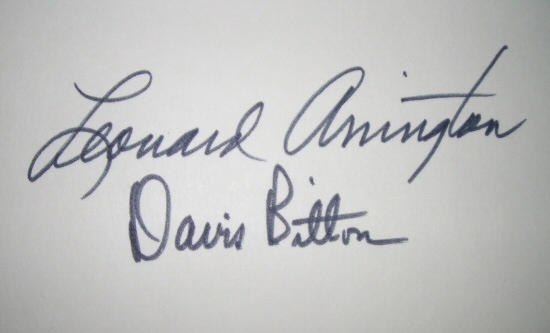 Leonard Arrington
Davis Bitton